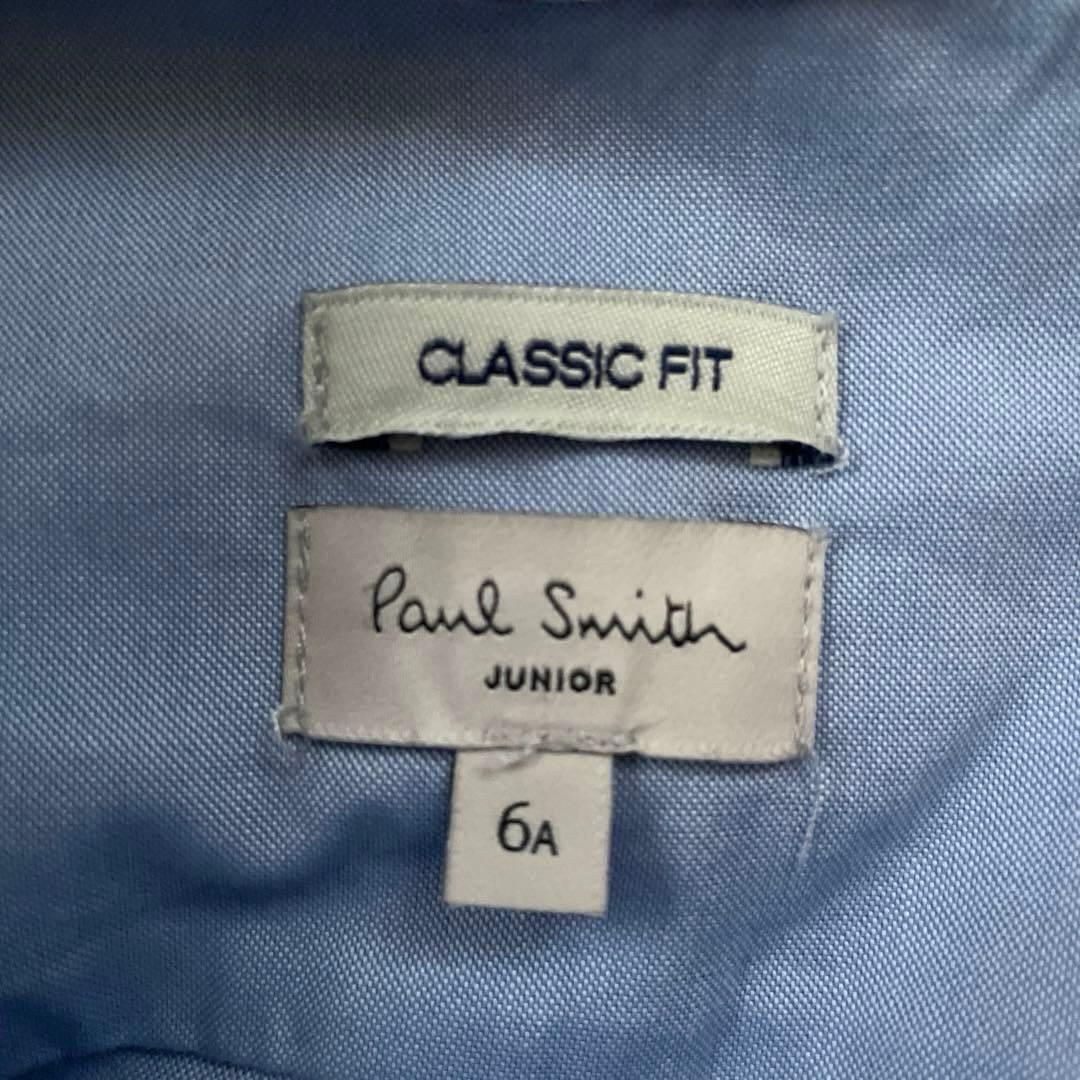 CLASSIC FIT
Paul Smith
JUNIOR
6A